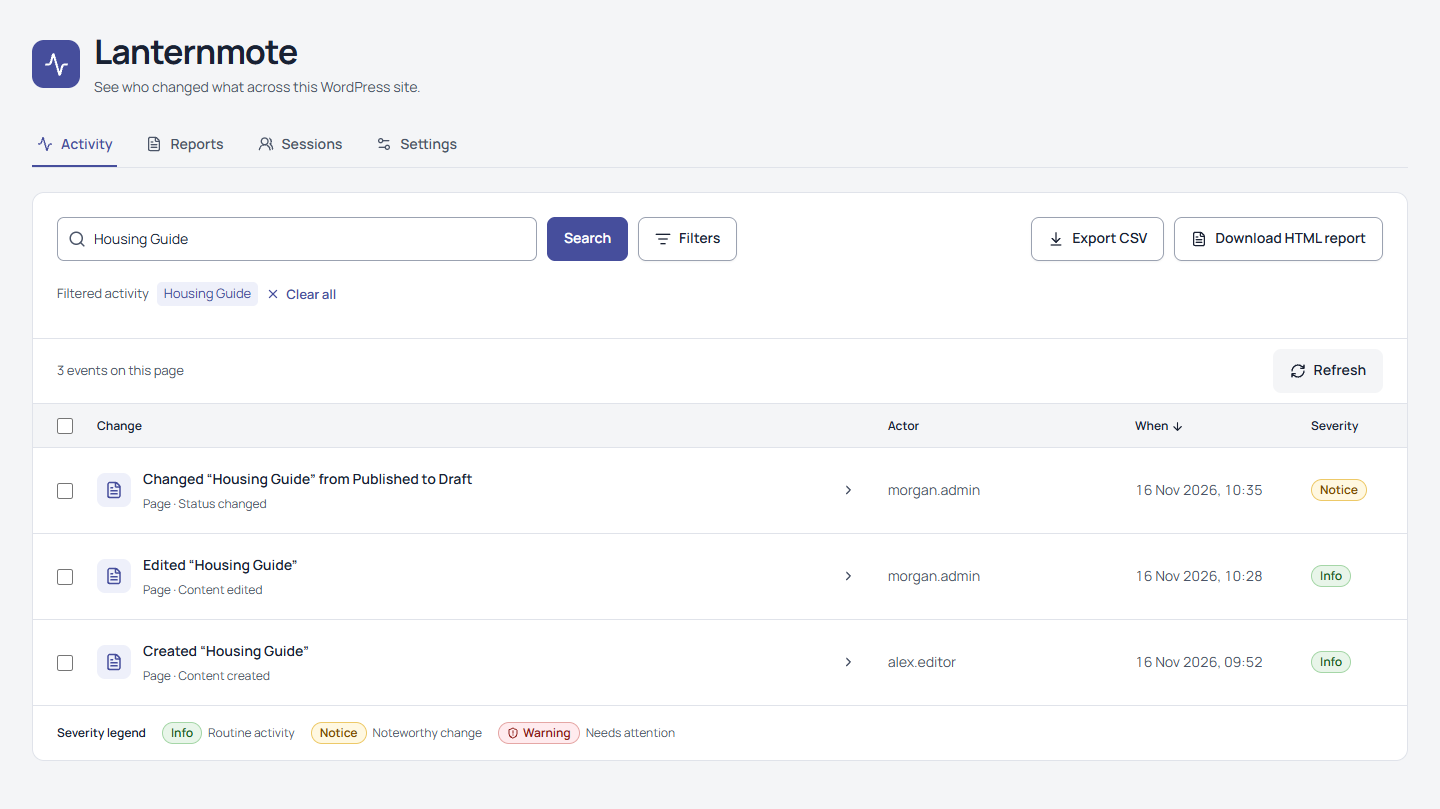 Lanternmote
See who changed what across this WordPress site.
Activity Reports Sessions Settings
Housing Guide Search Filters Export CSV Download HTML report
Filtered activity Housing Guide Clear all
3 events on this page Refresh
Change Actor When Severity
Changed “Housing Guide” from Published to Draft
Page · Status changed
morgan.admin 16 Nov 2026, 10:35 Notice
Edited “Housing Guide”
Page · Content edited
morgan.admin 16 Nov 2026, 10:28 Info
Created “Housing Guide”
Page · Content created
alex.editor 16 Nov 2026, 09:52 Info
Severity legend Info Routine activity Notice Noteworthy change Warning Needs attention